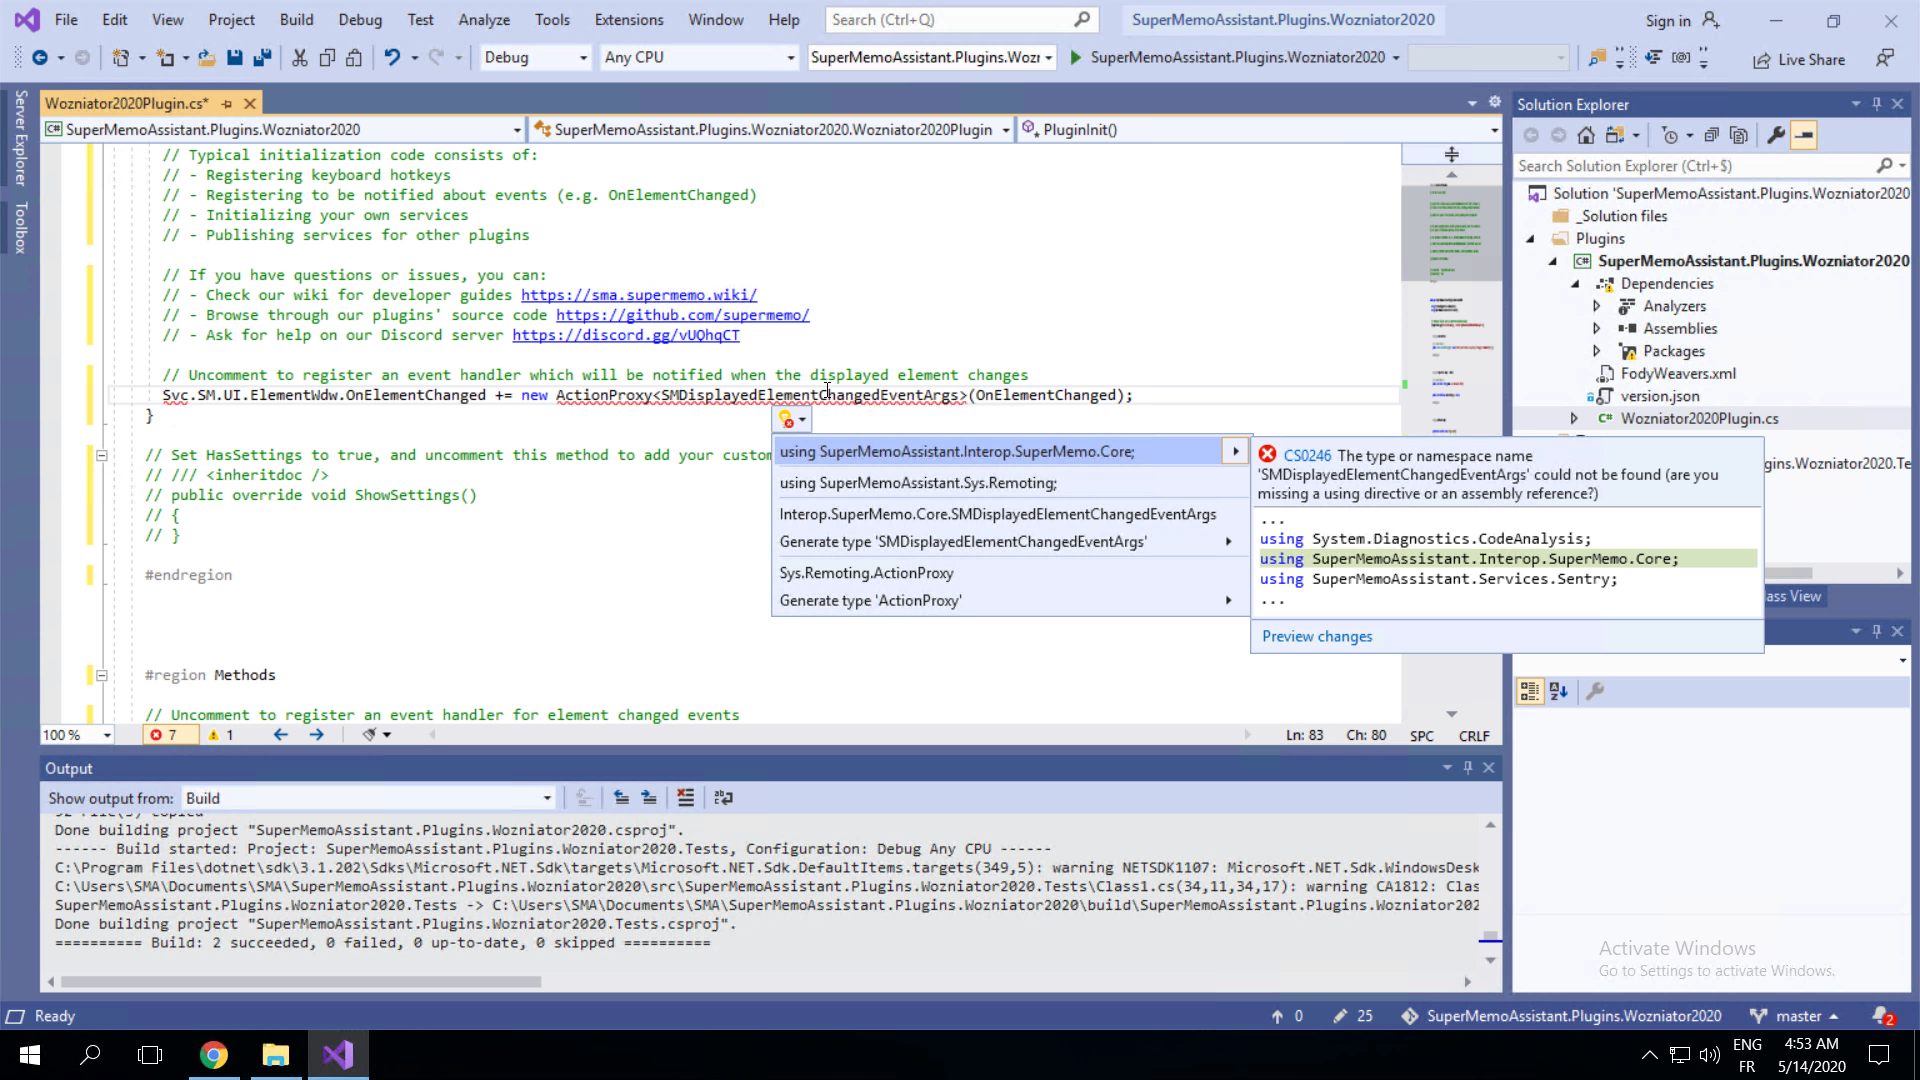 File Edit View Project Build Debug Test Analyze Tools Extensions Window Help Search (Ctrl+Q) SuperMemoAssistant.Plugins.Wozniator2020 Sign in
Debug Any CPU SuperMemoAssistant.Plugins.Wozr SuperMemoAssistant.Plugins.Wozniator2020 Live Share
Server Explorer
Toolbox
Wozniator2020Plugin.cs*
SuperMemoAssistant.Plugins.Wozniator2020 SuperMemoAssistant.Plugins.Wozniator2020.Wozniator2020Plugin PluginInit()
// Typical initialization code consists of:
// - Registering keyboard hotkeys
// - Registering to be notified about events (e.g. OnElementChanged)
// - Initializing your own services
// - Publishing services for other plugins
// If you have questions or issues, you can:
// - Check our wiki for developer guides https://sma.supermemo.wiki/
// - Browse through our plugins' source code https://github.com/supermemo/
// - Ask for help on our Discord server https://discord.gg/vUQhqCT
// Uncomment to register an event handler which will be notified when the displayed element changes
Svc.SM.UI.ElementWdw.OnElementChanged += new ActionProxy<SMDisplayedElementChangedEventArgs>(OnElementChanged);
}
// Set HasSettings to true, and uncomment this method to add your custom
// /// <inheritdoc />
// public override void ShowSettings()
// {
// }
#endregion
#region Methods
// Uncomment to register an event handler for element changed events
using SuperMemoAssistant.Interop.SuperMemo.Core;
using SuperMemoAssistant.Sys.Remoting;
Interop.SuperMemo.Core.SMDisplayedElementChangedEventArgs
Generate type 'SMDisplayedElementChangedEventArgs'
Sys.Remoting.ActionProxy
Generate type 'ActionProxy'
CS0246 The type or namespace name
'SMDisplayedElementChangedEventArgs' could not be found (are you
missing a using directive or an assembly reference?)
...
using System.Diagnostics.CodeAnalysis;
using SuperMemoAssistant.Interop.SuperMemo.Core;
using SuperMemoAssistant.Services.Sentry;
...
Preview changes
100 % 7 1 Ln: 83 Ch: 80 SPC CRLF
Solution Explorer
Search Solution Explorer (Ctrl+$)
Solution 'SuperMemoAssistant.Plugins.Wozniator2020
_Solution files
Plugins
C# SuperMemoAssistant.Plugins.Wozniator2020
Dependencies
Analyzers
Assemblies
Packages
FodyWeavers.xml
version.json
C# Wozniator2020Plugin.cs
gins.Wozniator2020.Te
lass View
Output
Show output from: Build
Done building project "SuperMemoAssistant.Plugins.Wozniator2020.csproj".
------ Build started: Project: SuperMemoAssistant.Plugins.Wozniator2020.Tests, Configuration: Debug Any CPU ------
C:\Program Files\dotnet\sdk\3.1.202\Sdks\Microsoft.NET.Sdk\targets\Microsoft.NET.Sdk.DefaultItems.targets(349,5): warning NETSDK1107: Microsoft.NET.Sdk.WindowsDesk
C:\Users\SMA\Documents\SMA\SuperMemoAssistant.Plugins.Wozniator2020\src\SuperMemoAssistant.Plugins.Wozniator2020.Tests\Class1.cs(34,11,34,17): warning CA1812: Clas
SuperMemoAssistant.Plugins.Wozniator2020.Tests -> C:\Users\SMA\Documents\SMA\SuperMemoAssistant.Plugins.Wozniator2020\build\SuperMemoAssistant.Plugins.Wozniator202
Done building project "SuperMemoAssistant.Plugins.Wozniator2020.Tests.csproj".
========== Build: 2 succeeded, 0 failed, 0 up-to-date, 0 skipped ==========
Activate Windows
Go to Settings to activate Windows.
Ready 0 25 SuperMemoAssistant.Plugins.Wozniator2020 master 2
ENG 4:53 AM
FR 5/14/2020